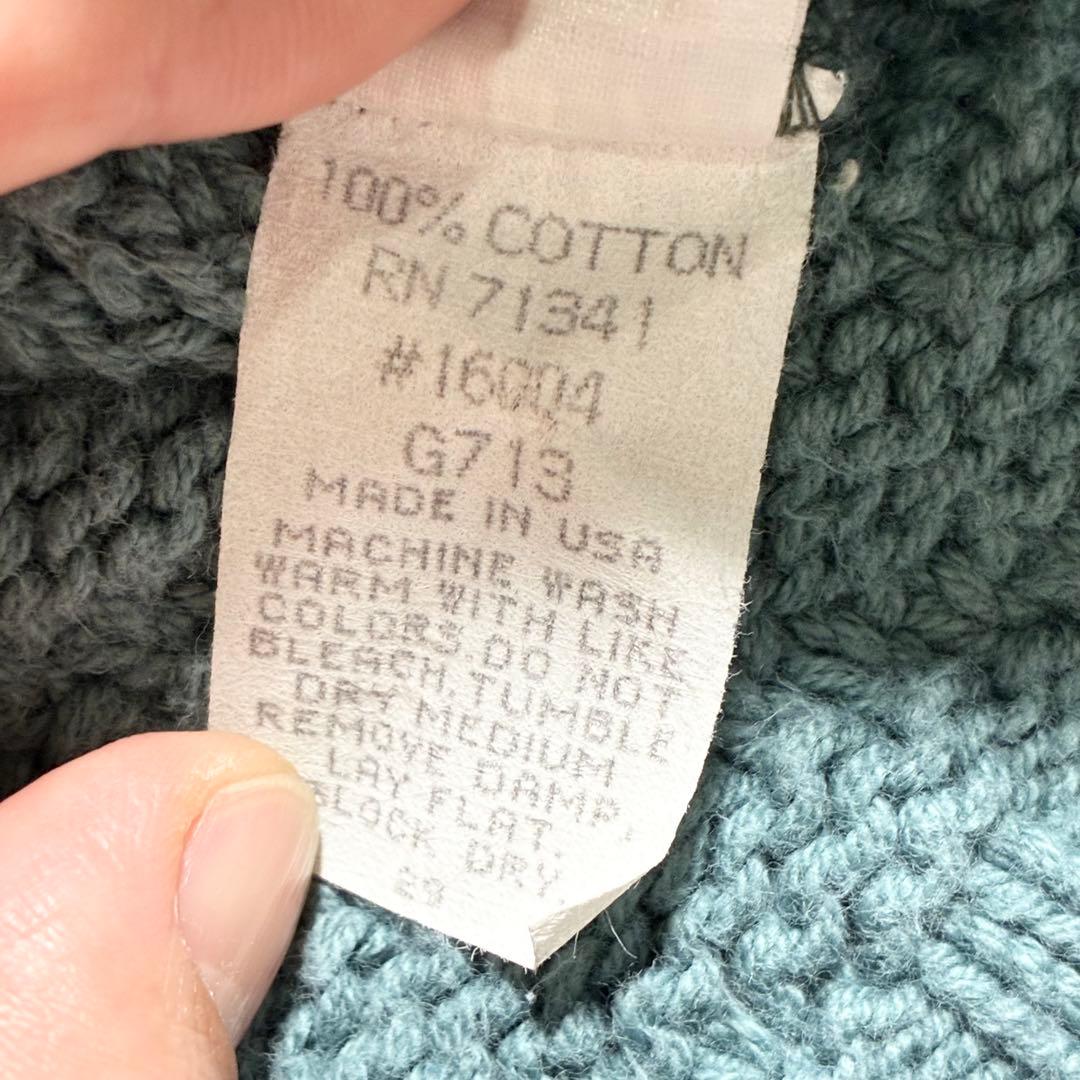 100% COTTON
RN 71341
#16004
G713
MADE IN USA
MACHINE WASH
WARM WITH LIKE
COLORS. DO NOT
BLEACH. TUMBLE
DRY MEDIUM
REMOVE DAMP.
LAY FLAT.
BLOCK DRY.